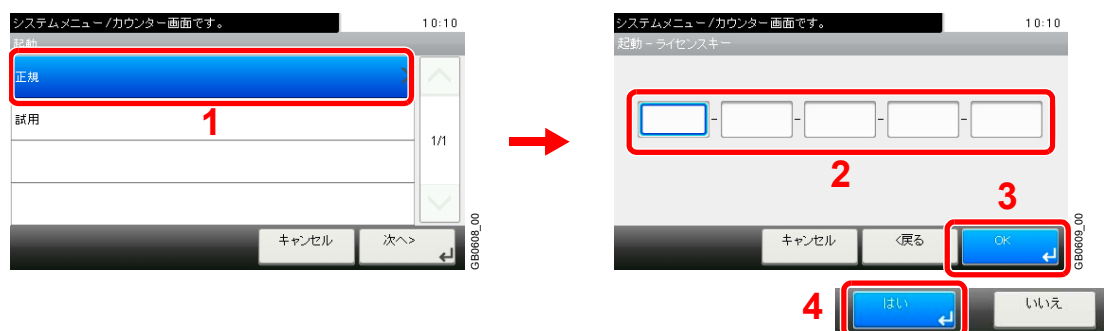 システムメニュー/カウンター画面です。 10:10
起動
正規
試用
1
1/1
キャンセル 次へ>
GB0608_00
システムメニュー/カウンター画面です。 10:10
起動 - ライセンスキー
- - - -
2
3
キャンセル <戻る OK
GB0609_00
4
はい いいえ